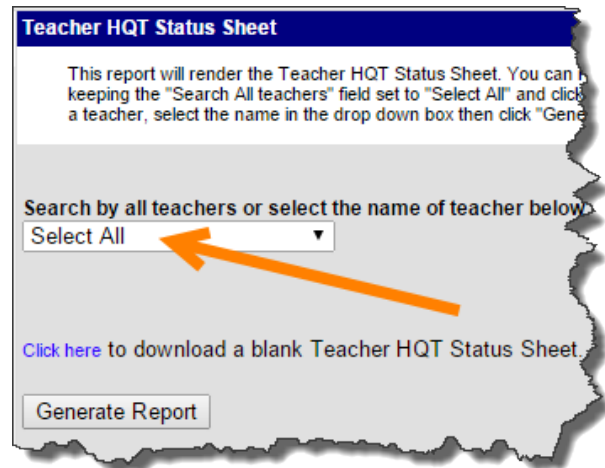 Teacher HQT Status Sheet
This report will render the Teacher HQT Status Sheet. You can
keeping the "Search All teachers" field set to "Select All" and click
a teacher, select the name in the drop down box then click "Gene
Search by all teachers or select the name of teacher below
Select All
Click here to download a blank Teacher HQT Status Sheet.
Generate Report